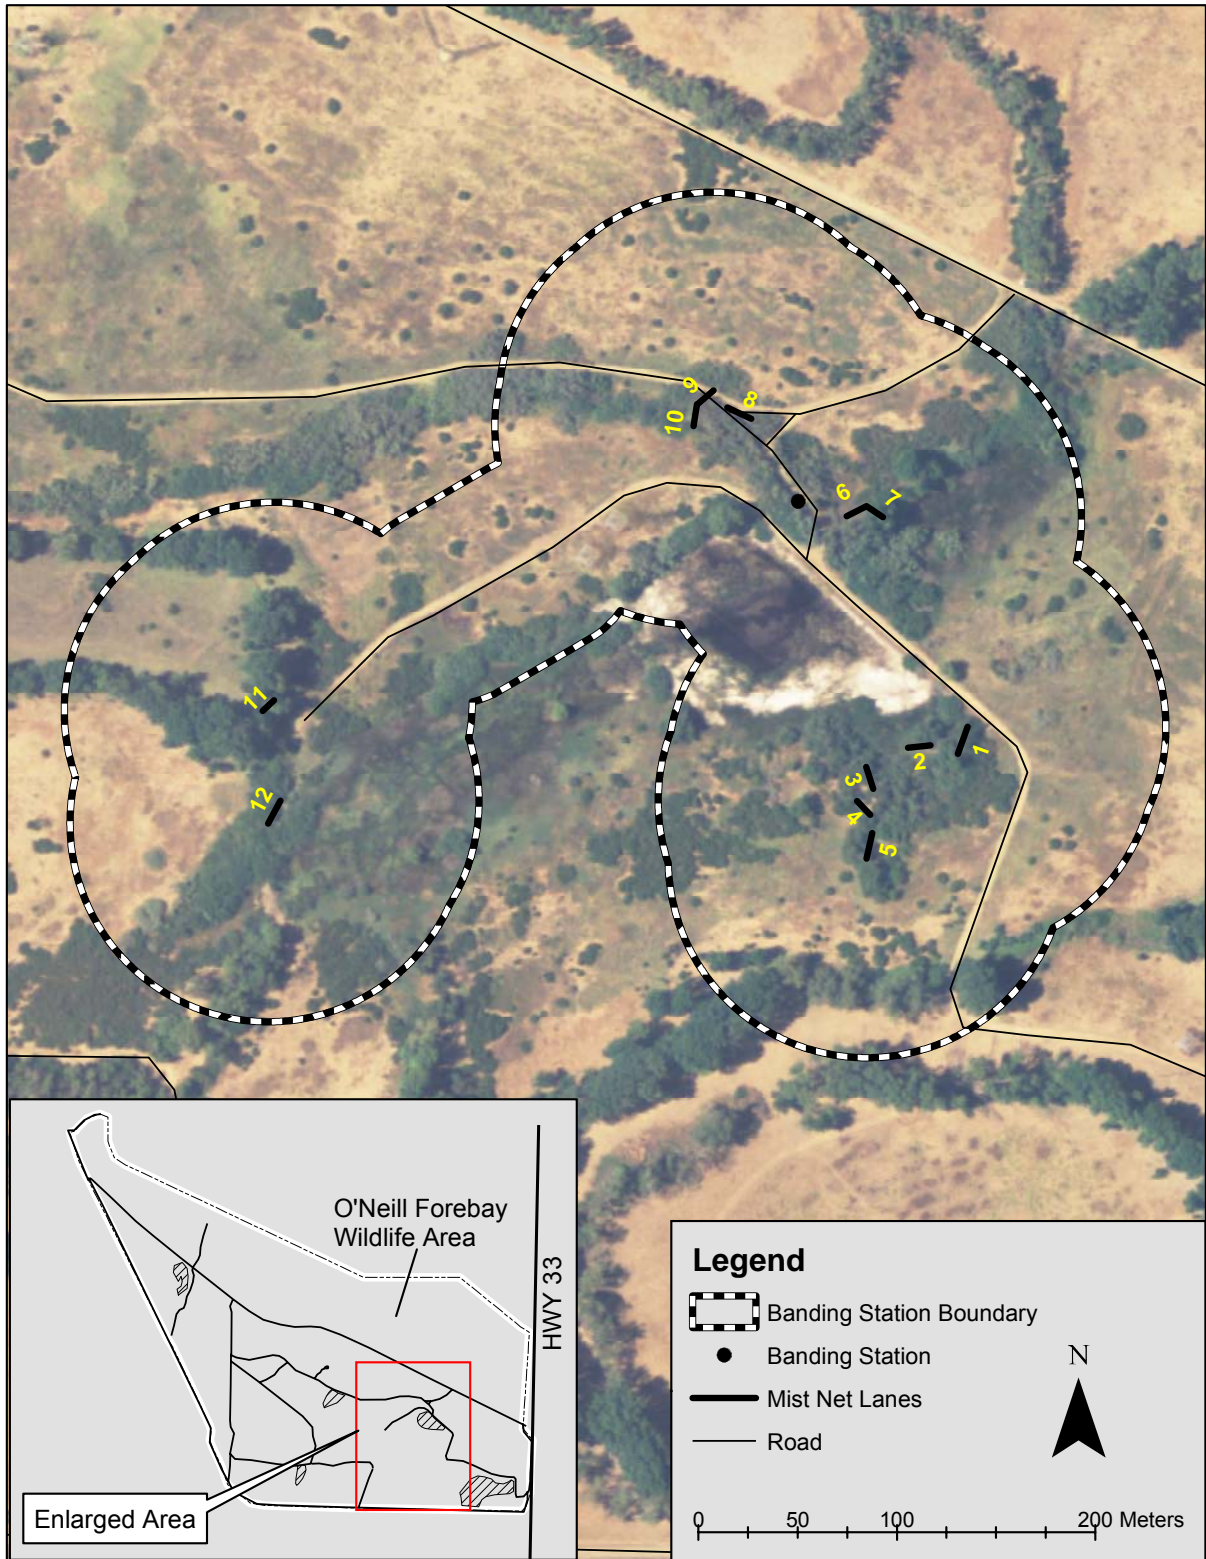 9
8
10
6
7
11
1
2
3
4
12
5
O'Neill Forebay
Wildlife Area
HWY 33
Enlarged Area
Legend
Banding Station Boundary
Banding Station
Mist Net Lanes
Road
N
0 50 100 200 Meters